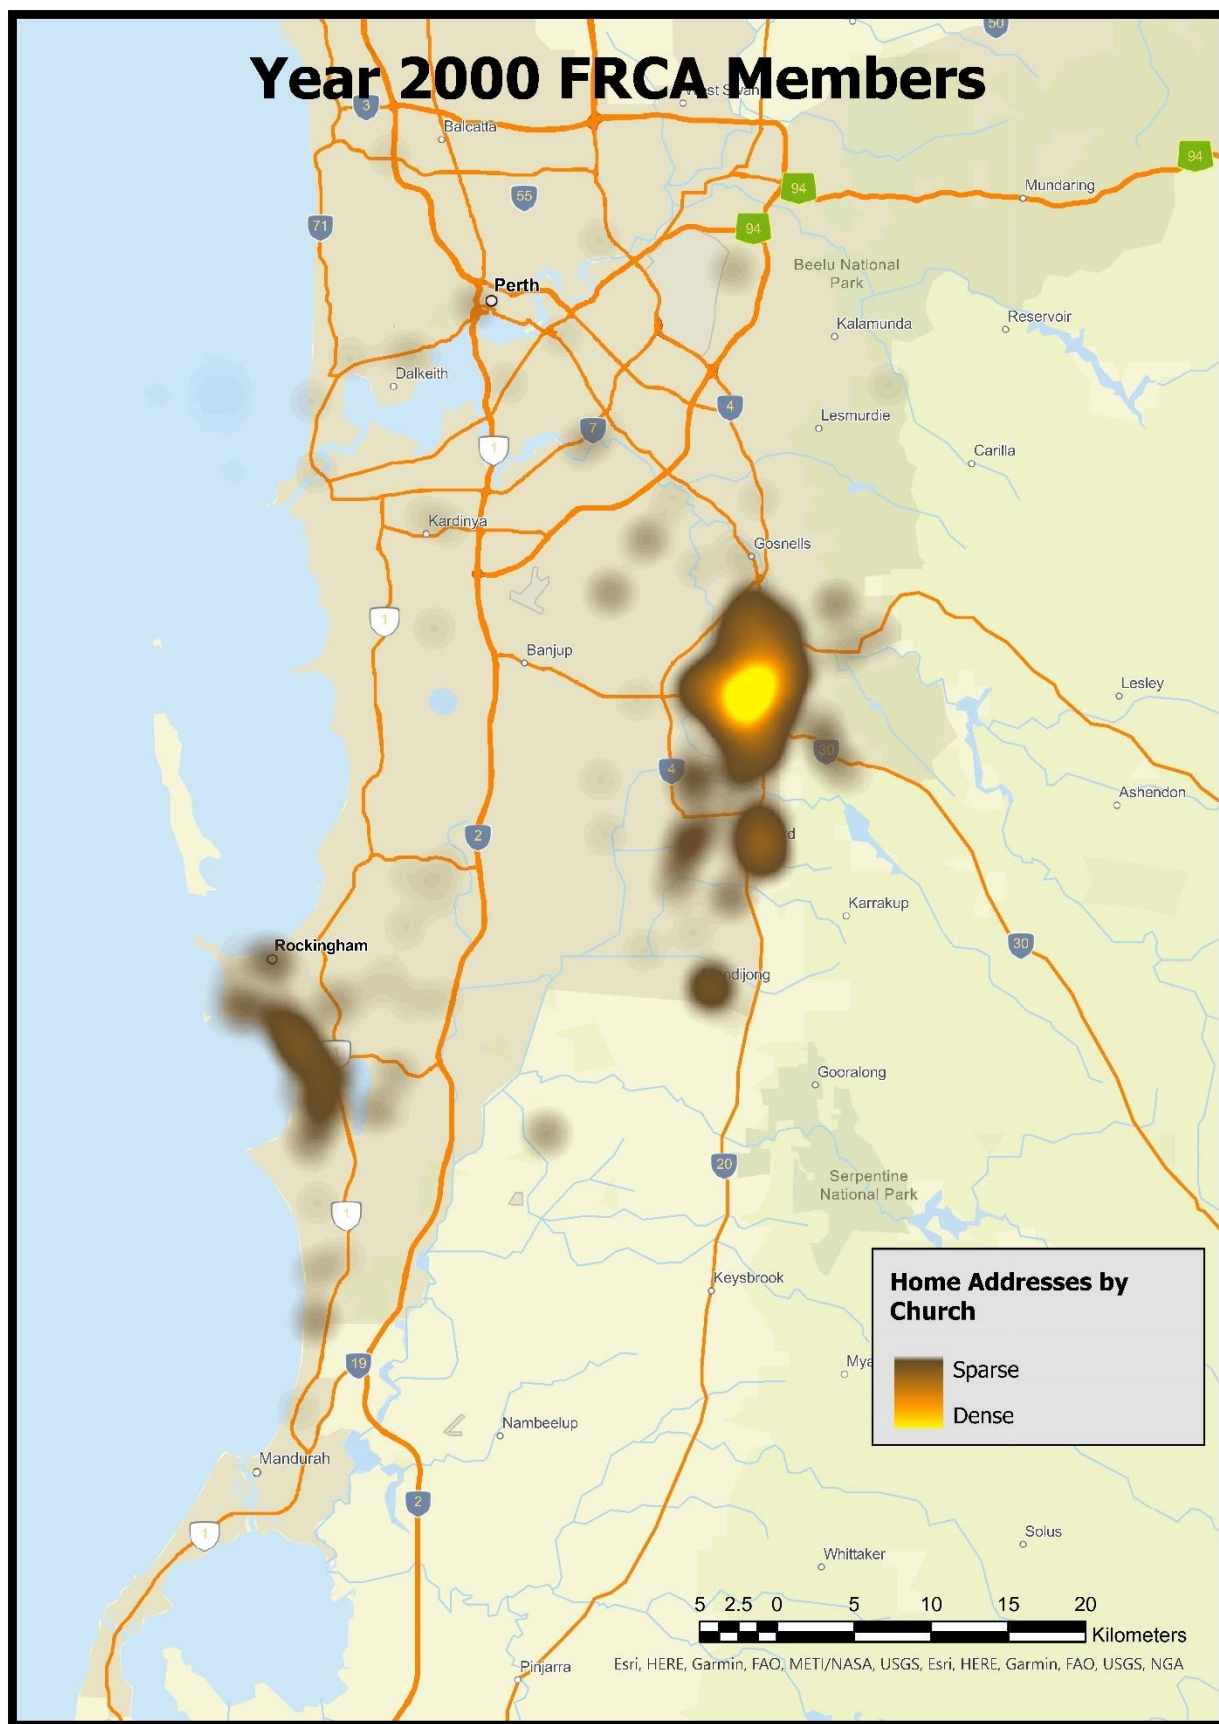 50
Year 2000 FRCA Members
3
Balcatta
94
55
94
Mundaring
71
94
Beelu National
Park
Perth
Kalamunda
Reservoir
Dalkeith
4
Lesmurdie
7
1
Carilla
Kardinya
Gosnells
1
Banjup
Lesley
30
4
Ashendon
2
Karrakup
Rockingham
30
Gooralong
20
Serpentine
National Park
1
Keysbrook
Home Addresses by
Church
Sparse
Dense
19
Nambeelup
Mandurah
2
1
Solus
Whittaker
5 2.5 0 5 10 15 20
Kilometers
Esri, HERE, Garmin, FAO, METI/NASA, USGS, Esri, HERE, Garmin, FAO, USGS, NGA
Pinjarra